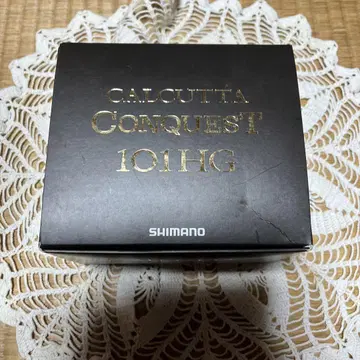 CALCUTTA
CONQUEST
101HG
SHIMANO